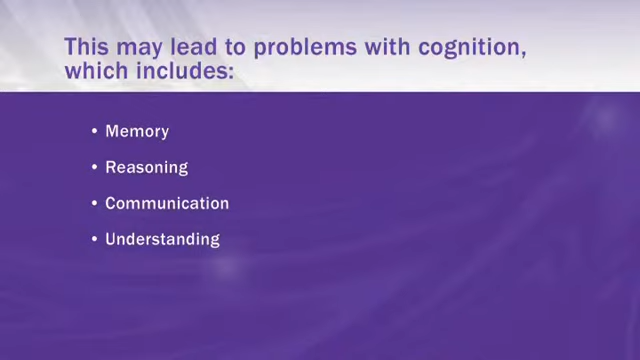 This may lead to problems with cognition,
which includes:
• Memory
• Reasoning
• Communication
• Understanding